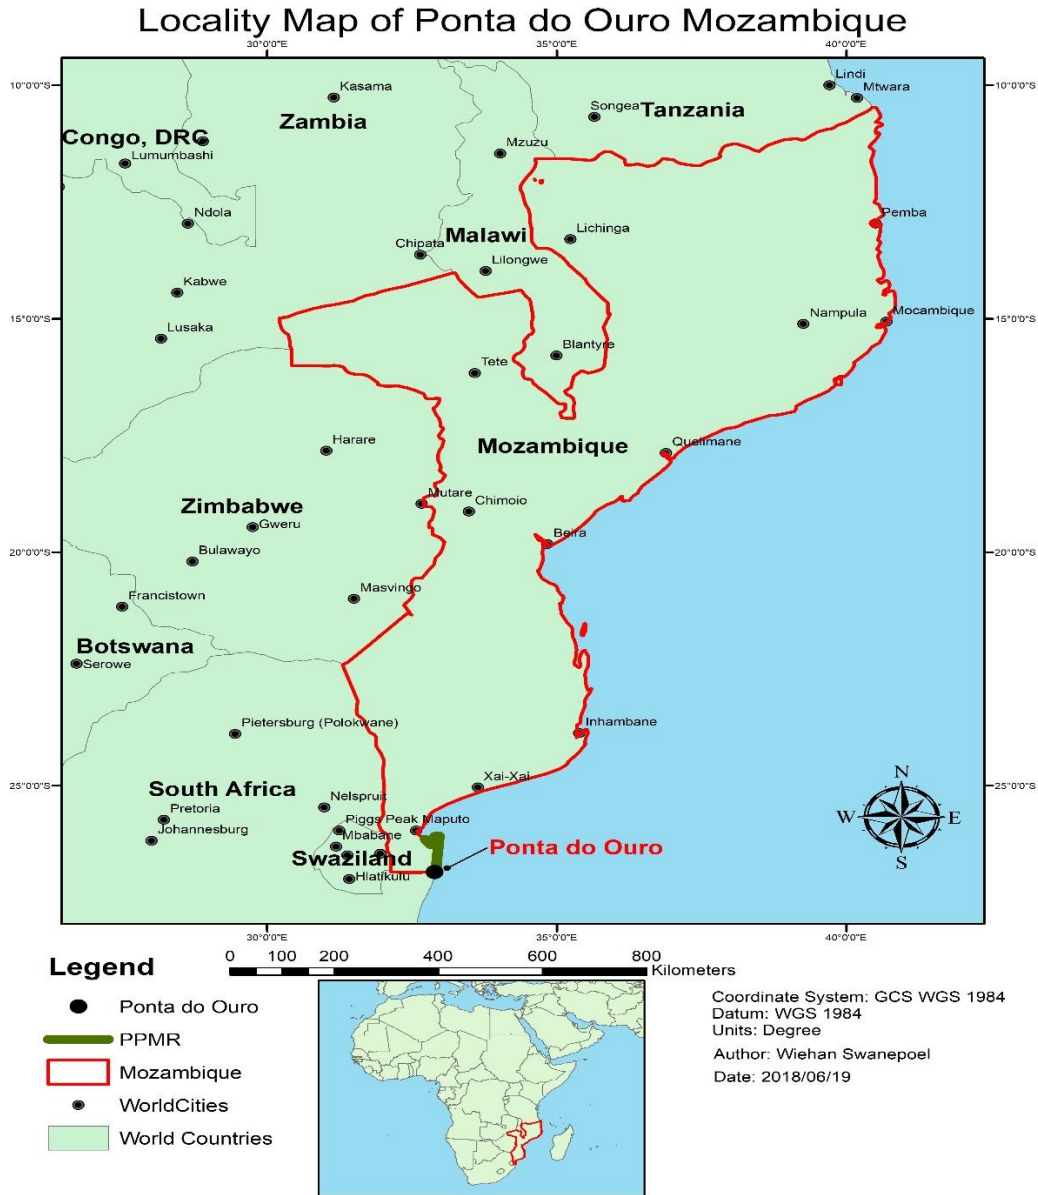 Locality Map of Ponta do Ouro Mozambique
30°0'0"E 35°0'0"E 40°0'0"E
10°0'0"S
10°0'0"S
Kasama
Lindi
Mtwara
Songea
Tanzania
Zambia
Congo, DRC
Lumumbashi
Mzuzu
Ndola
Pemba
Malawi
Lichinga
Chipata
Lilongwe
Kabwe
15°0'0"S
15°0'0"S
Lusaka
Nampula
Mocambique
Blantyre
Tete
Mozambique
Quelimane
Harare
Mutare
Chimoio
Zimbabwe
Gweru
Beira
20°0'0"S
20°0'0"S
Bulawayo
Masvingo
Francistown
Botswana
Serowe
Pietersburg (Polokwane)
Inhambane
Xai-Xai
25°0'0"S
25°0'0"S
South Africa
Nelspruit
Pretoria
Piggs Peak
Maputo
Johannesburg
Mbabane
Swaziland
Ponta do Ouro
Hlatikulu
N
W
E
S
30°0'0"E 35°0'0"E 40°0'0"E
Legend
0 100 200 400 600 800
Kilometers
Ponta do Ouro
PPMR
Mozambique
WorldCities
World Countries
Coordinate System: GCS WGS 1984
Datum: WGS 1984
Units: Degree
Author: Wiehan Swanepoel
Date: 2018/06/19